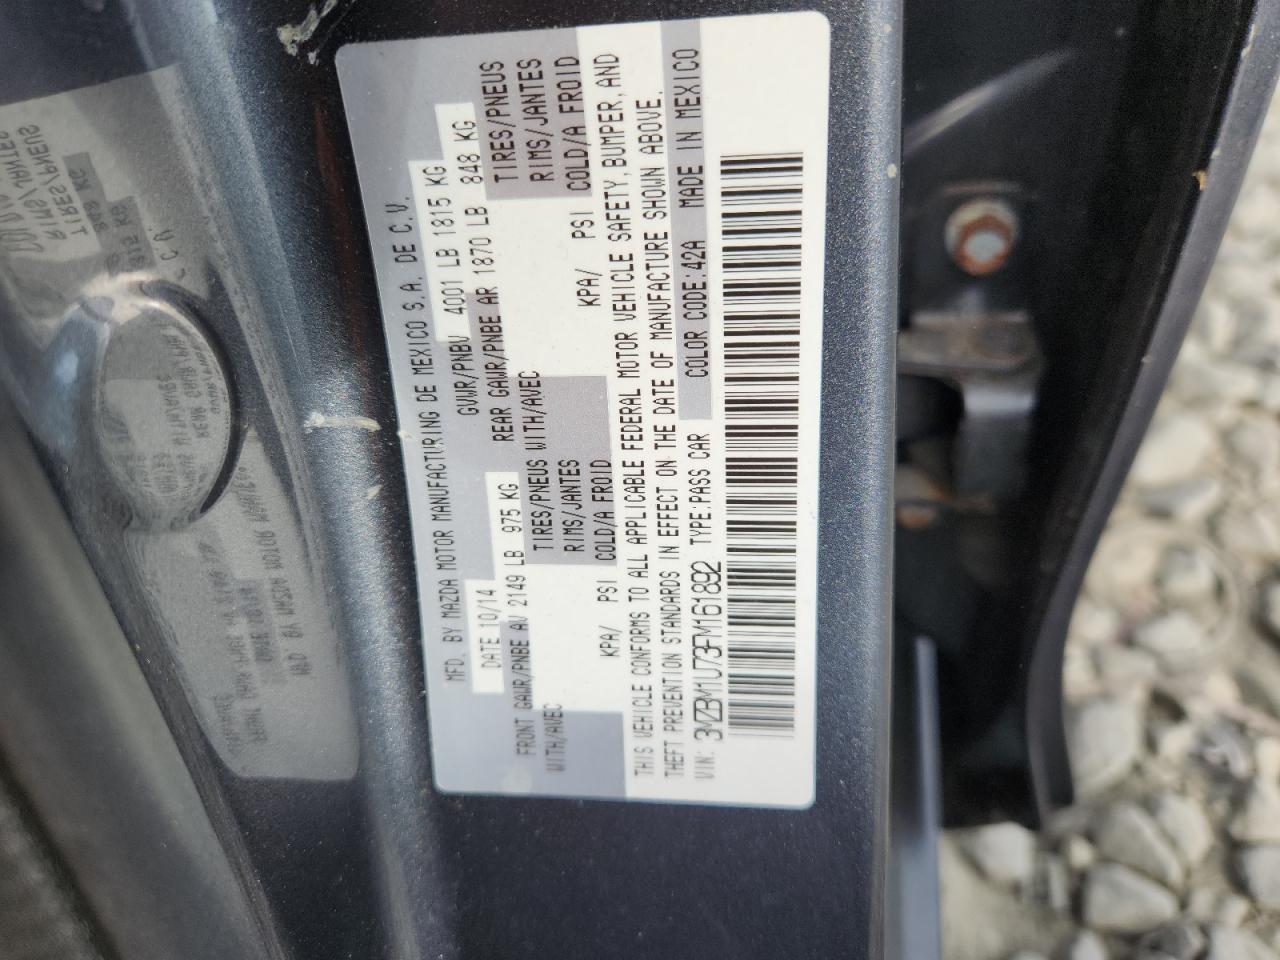 MFD. BY MAZDA MOTOR MANUFACTURING DE MEXICO S.A. DE C.V.
DATE 10/14 GVWR/PNBV 4001 LB 1815 KG
FRONT GAWR/PNBE AV 2149 LB 975 KG REAR GAWR/PNBE AR 1870 LB 848 KG
WITH/AVEC TIRES/PNEUS WITH/AVEC TIRES/PNEUS
RIMS/JANTES RIMS/JANTES
KPA/ PSI COLD/A FROID KPA/ PSI COLD/A FROID
THIS VEHICLE CONFORMS TO ALL APPLICABLE FEDERAL MOTOR VEHICLE SAFETY, BUMPER, AND
THEFT PREVENTION STANDARDS IN EFFECT ON THE DATE OF MANUFACTURE SHOWN ABOVE.
VIN: 3MZBM1U73FM161892 TYPE:PASS CAR COLOR CODE:42A MADE IN MEXICO